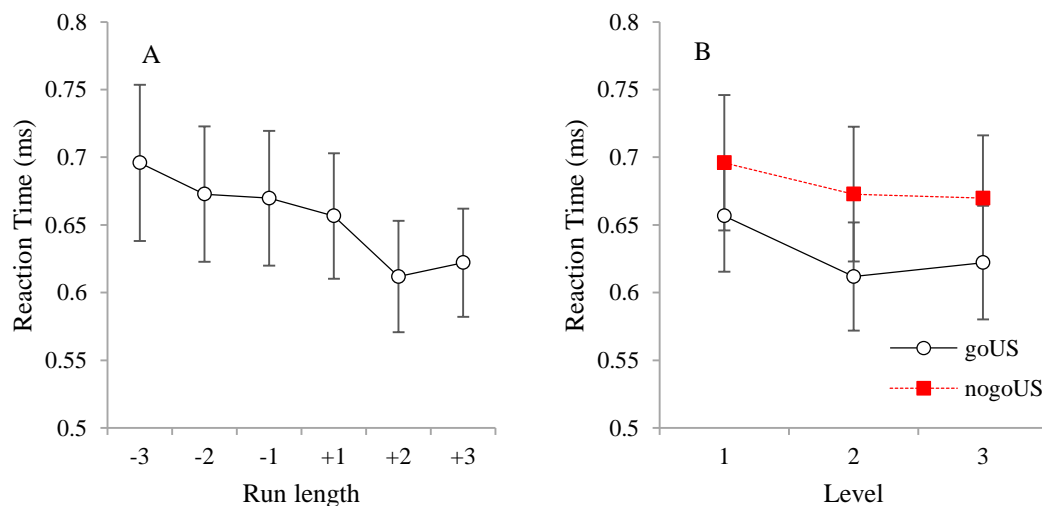 A
Reaction Time (ms)
0.8
0.75
0.7
0.65
0.6
0.55
0.5
-3 -2 -1 +1 +2 +3
Run length
B
Reaction Time (ms)
0.8
0.75
0.7
0.65
0.6
0.55
0.5
goUS
nogoUS
1 2 3
Level